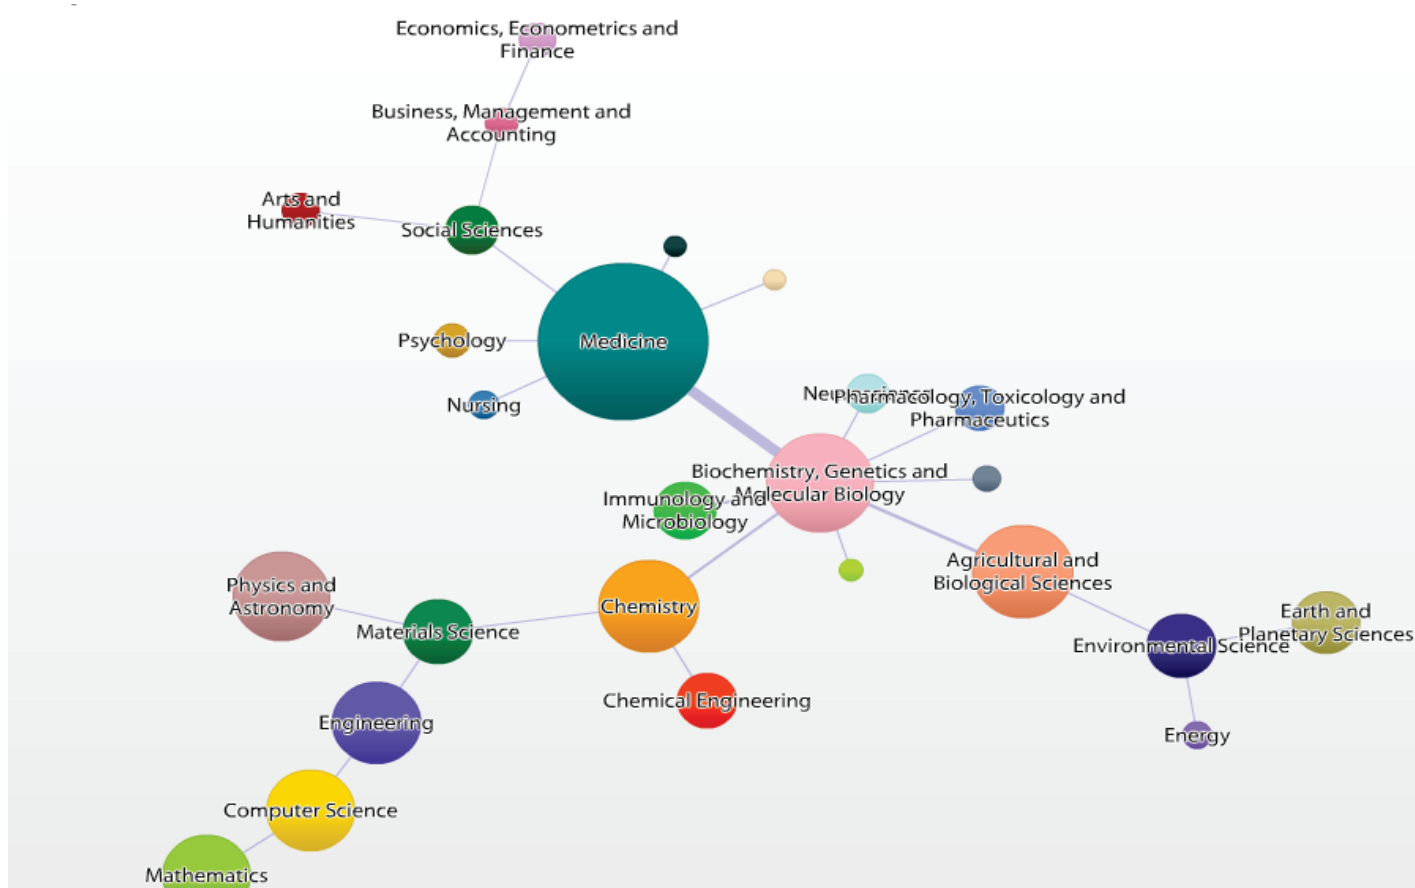 Economics, Econometrics and
Finance
Business, Management and
Accounting
Arts and
Humanities
Social Sciences
Psychology
Medicine
Nursing
Neuroscience
Pharmacology, Toxicology and
Pharmaceutics
Biochemistry, Genetics and
Molecular Biology
Immunology and
Microbiology
Agricultural and
Biological Sciences
Physics and
Astronomy
Chemistry
Materials Science
Earth and
Planetary Sciences
Environmental Science
Chemical Engineering
Engineering
Energy
Computer Science
Mathematics